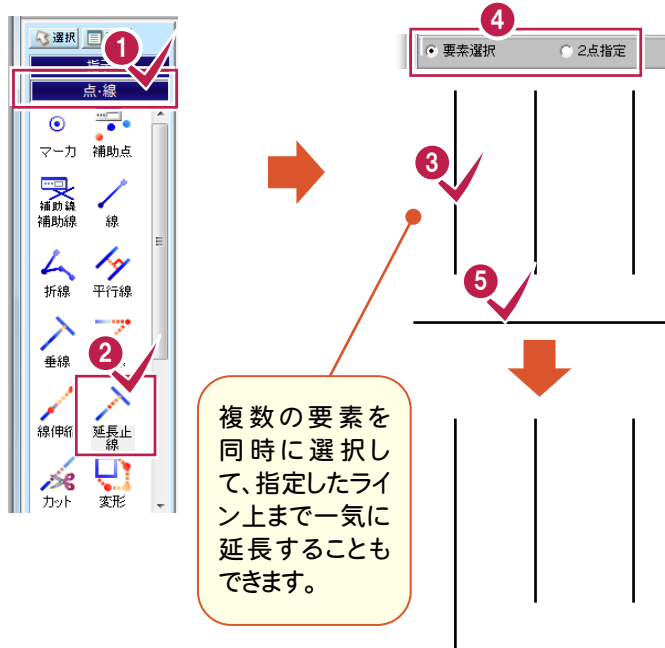 選択
1
点・線
マーカ
補助点
補助線
補助線
線
折線
平行線
垂線
2
線伸縮
延長止
線
カット
変形
4
要素選択
2点指定
3
5
複数の要素を
同時に選択し
て、指定したライ
ン上まで一気に
延長することも
できます。